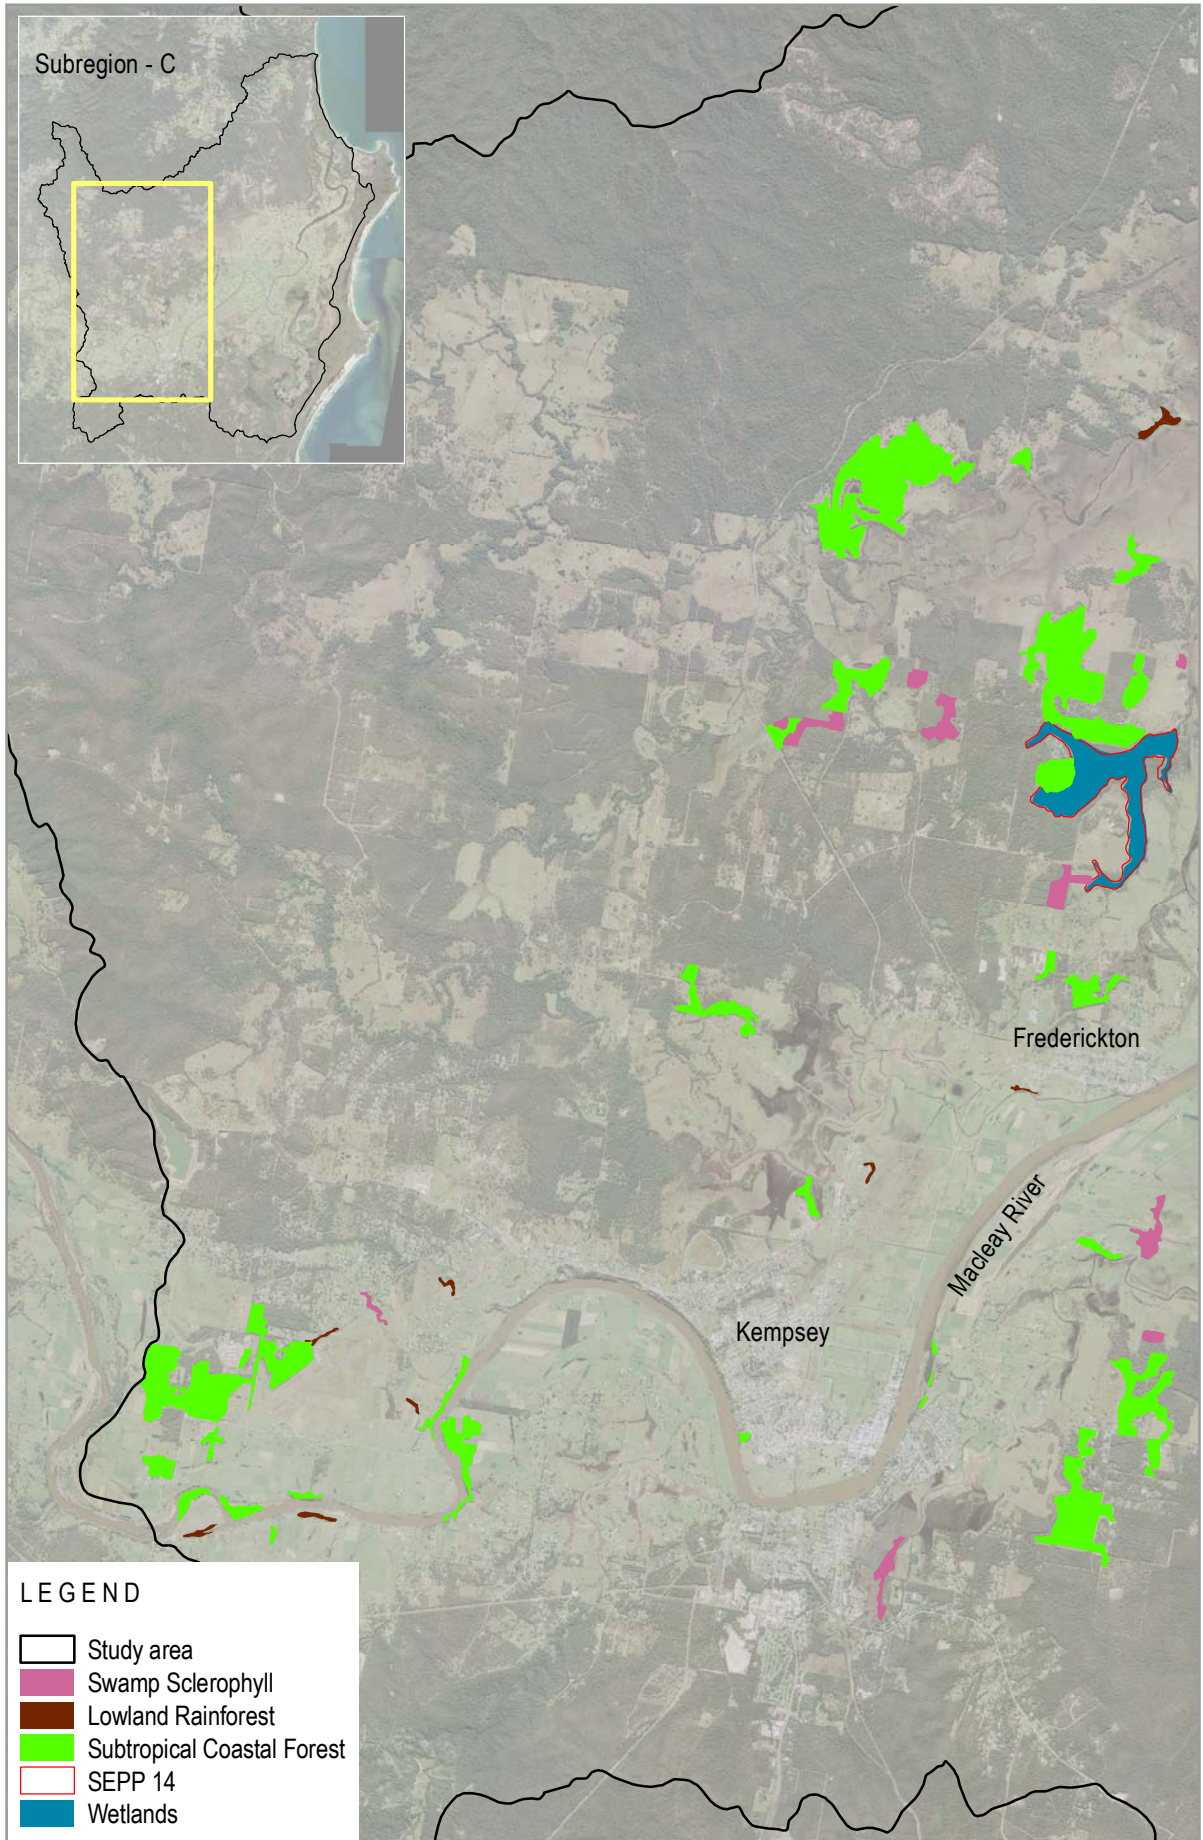 Subregion - C
Frederickton
Macleay River
Kempsey
LEGEND
Study area
Swamp Sclerophyll
Lowland Rainforest
Subtropical Coastal Forest
SEPP 14
Wetlands